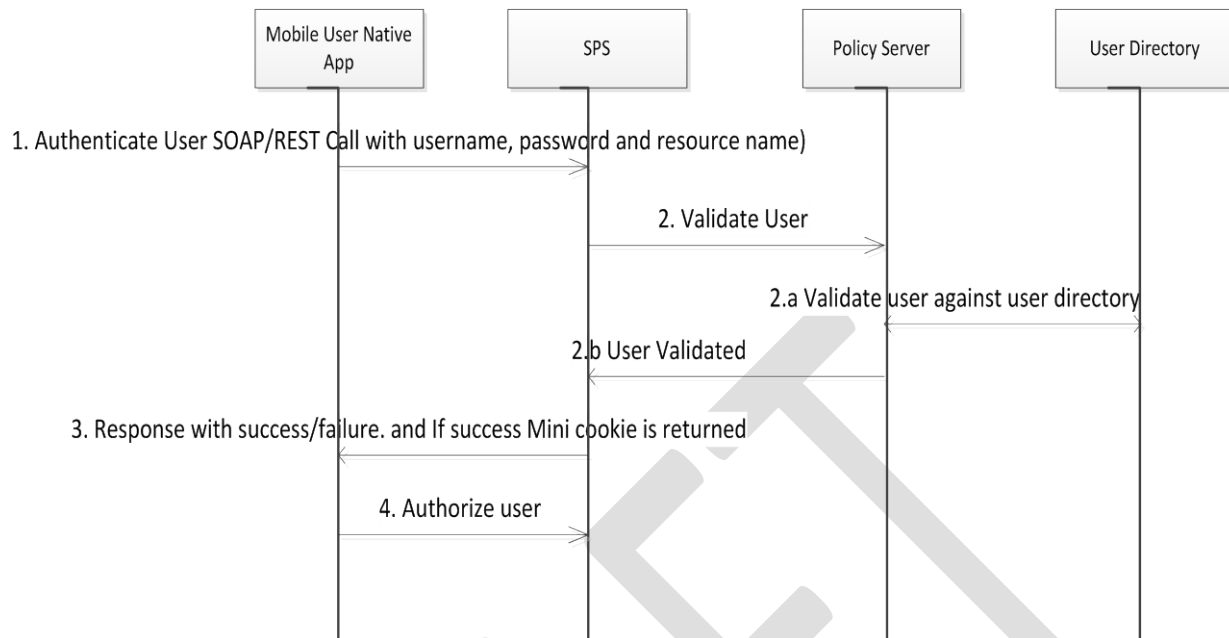 Mobile User Native
App
SPS
Policy Server
User Directory
1. Authenticate User SOAP/REST Call with username, password and resource name)
2. Validate User
2.a Validate user against user directory
2.b User Validated
3. Response with success/failure. and If success Mini cookie is returned
4. Authorize user